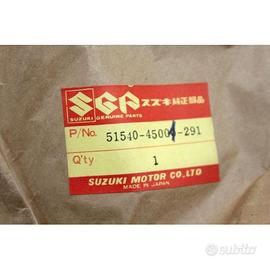 SGP スズキ純正部品
SUZUKI GENUINE PARTS
P/No. 51540-45001-291
Q'ty 1
SUZUKI MOTOR CO.,LTD
MADE IN JAPAN
subito